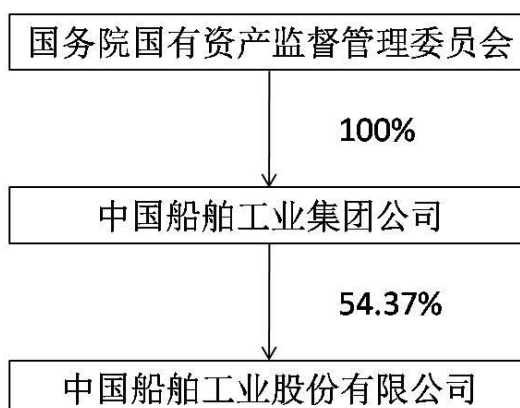 国务院国有资产监督管理委员会
100%
中国船舶工业集团公司
54.37%
中国船舶工业股份有限公司